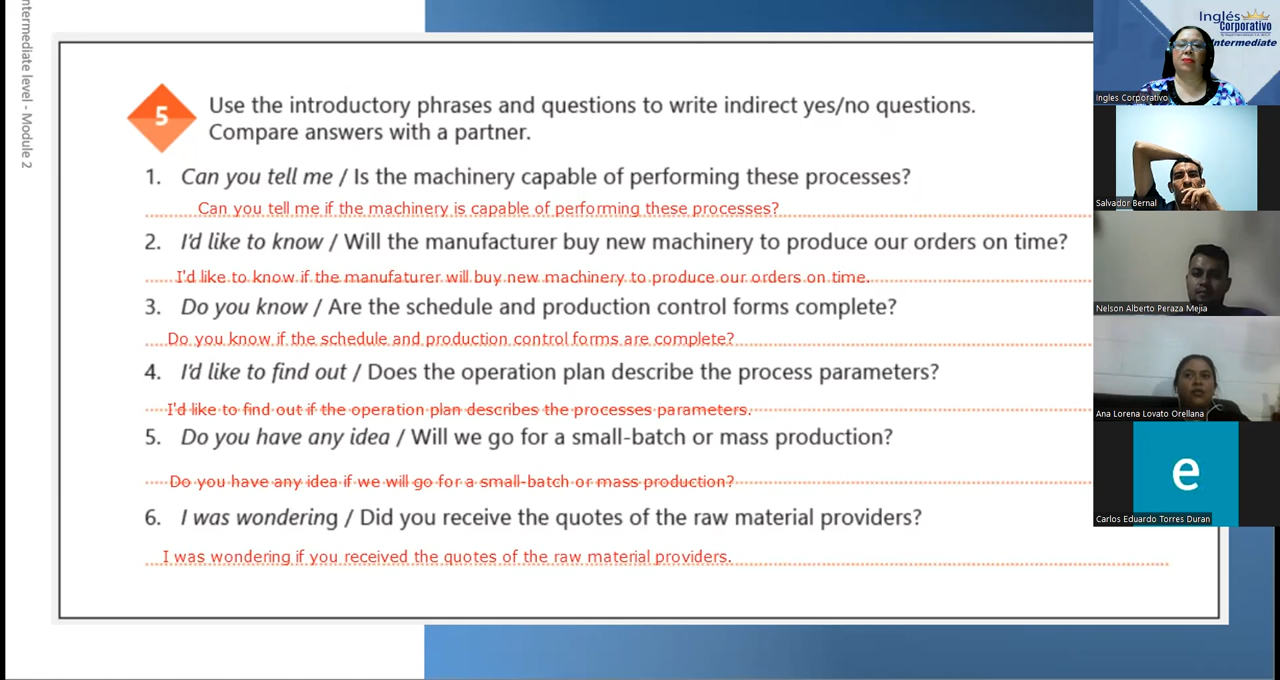 Intermediate level - Module 2
5
Use the introductory phrases and questions to write indirect yes/no questions.
Compare answers with a partner.
1. Can you tell me / Is the machinery capable of performing these processes?
Can you tell me if the machinery is capable of performing these processes?
2. I'd like to know / Will the manufacturer buy new machinery to produce our orders on time?
I'd like to know if the manufaturer will buy new machinery to produce our orders on time.
3. Do you know / Are the schedule and production control forms complete?
Do you know if the schedule and production control forms are complete?
4. I'd like to find out / Does the operation plan describe the process parameters?
I'd like to find out if the operation plan describes the processes parameters.
5. Do you have any idea / Will we go for a small-batch or mass production?
Do you have any idea if we will go for a small-batch or mass production?
6. I was wondering / Did you receive the quotes of the raw material providers?
I was wondering if you received the quotes of the raw material providers.
Inglés
Corporativo
Intermediate
Ingles Corporativo
Salvador Bernal
Nelson Alberto Peraza Mejia
Ana Lorena Lovato Orellana
e
Carlos Eduardo Torres Duran